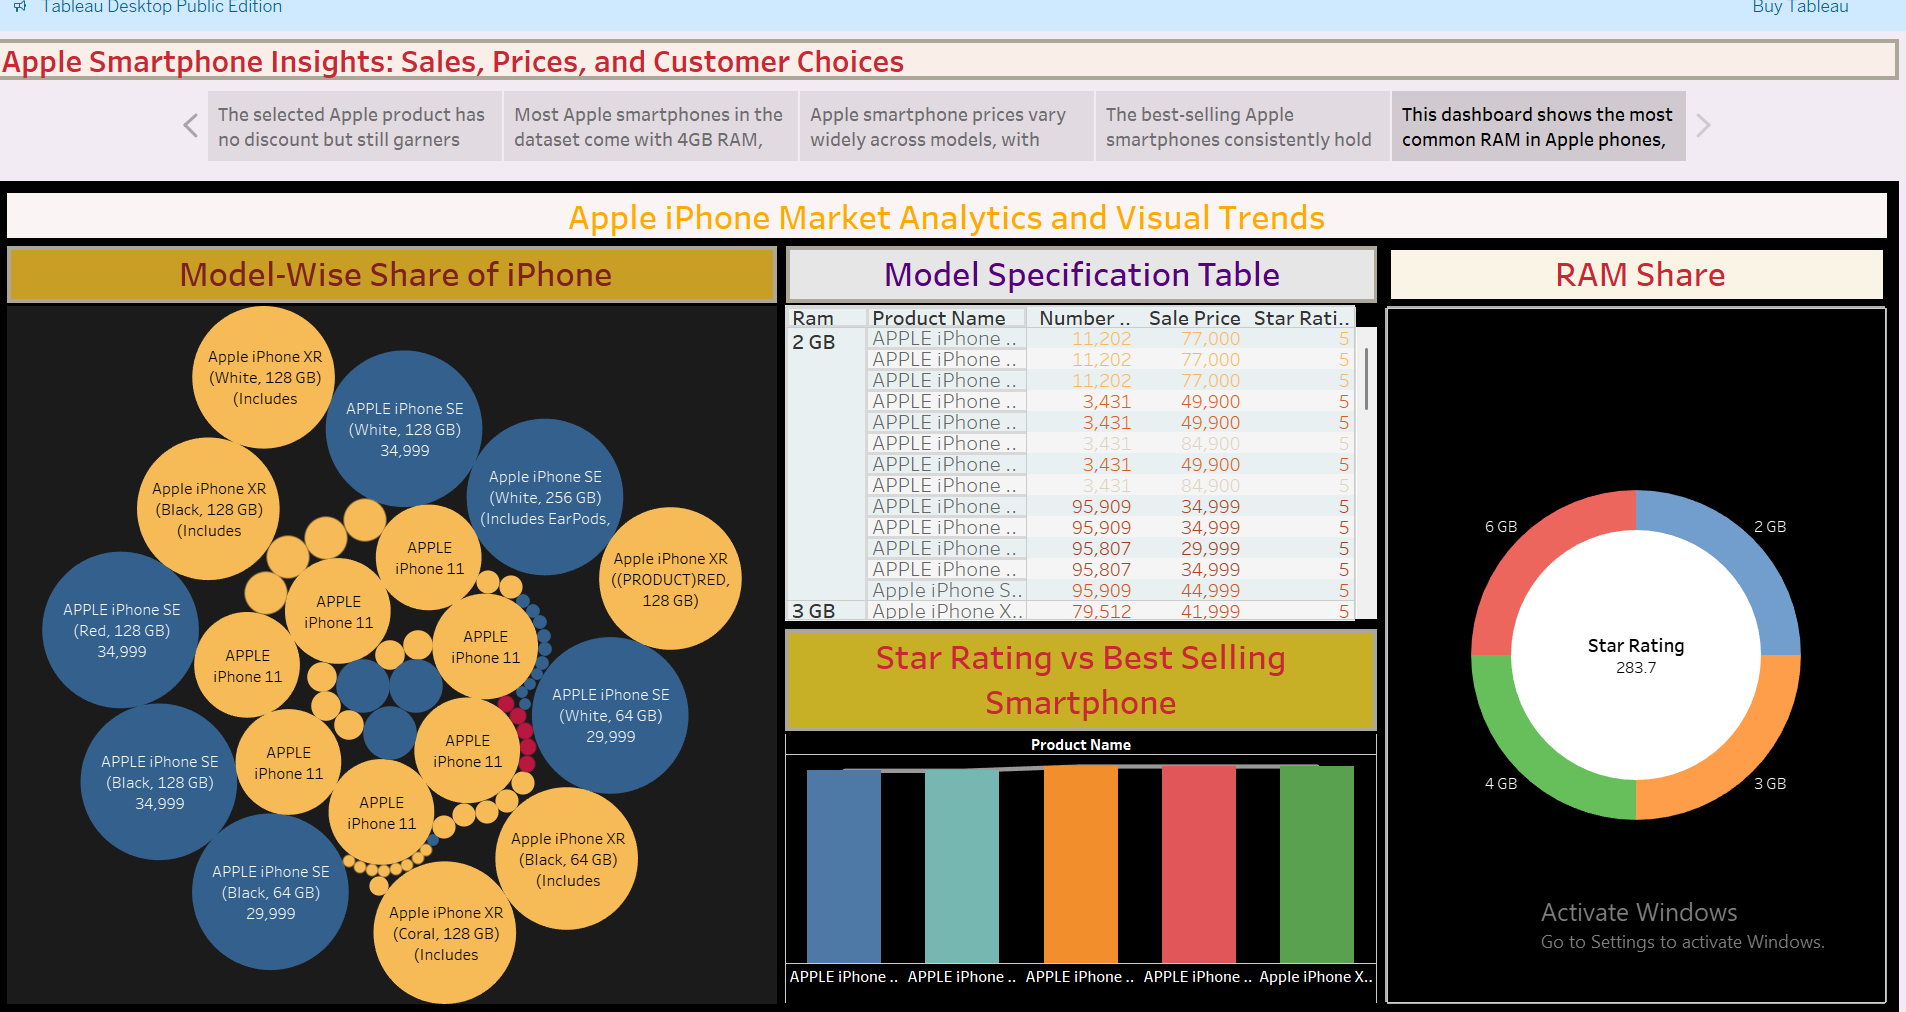 Tableau Desktop Public Edition
Buy Tableau
Apple Smartphone Insights: Sales, Prices, and Customer Choices
The selected Apple product has
no discount but still garners
Most Apple smartphones in the
dataset come with 4GB RAM,
Apple smartphone prices vary
widely across models, with
The best-selling Apple
smartphones consistently hold
This dashboard shows the most
common RAM in Apple phones,
Apple iPhone Market Analytics and Visual Trends
Model-Wise Share of iPhone
Apple iPhone XR
(White, 128 GB)
(Includes
APPLE iPhone SE
(White, 128 GB)
34,999
Apple iPhone SE
(White, 256 GB)
(Includes EarPods,
Apple iPhone XR
(Black, 128 GB)
(Includes
APPLE
iPhone 11
Apple iPhone XR
((PRODUCT)RED,
128 GB)
APPLE iPhone SE
(Red, 128 GB)
34,999
APPLE
iPhone 11
APPLE
iPhone 11
APPLE
iPhone 11
APPLE iPhone SE
(White, 64 GB)
29,999
APPLE iPhone SE
(Black, 128 GB)
34,999
APPLE
iPhone 11
APPLE
iPhone 11
APPLE
iPhone 11
APPLE iPhone SE
(Black, 64 GB)
29,999
Apple iPhone XR
(Black, 64 GB)
(Includes
Apple iPhone XR
(Coral, 128 GB)
(Includes
Model Specification Table
Ram Product Name Number .. Sale Price Star Rati..
2 GB APPLE iPhone .. 11,202 77,000 5
APPLE iPhone .. 11,202 77,000 5
APPLE iPhone .. 11,202 77,000 5
APPLE iPhone .. 3,431 49,900 5
APPLE iPhone .. 3,431 49,900 5
APPLE iPhone .. 3,431 84,900 5
APPLE iPhone .. 3,431 49,900 5
APPLE iPhone .. 3,431 84,900 5
APPLE iPhone .. 95,909 34,999 5
APPLE iPhone .. 95,909 34,999 5
APPLE iPhone .. 95,807 29,999 5
APPLE iPhone .. 95,807 34,999 5
Apple iPhone S.. 95,909 44,999 5
3 GB Apple iPhone X.. 79,512 41,999 5
Star Rating vs Best Selling
Smartphone
Product Name
APPLE iPhone ..
APPLE iPhone ..
APPLE iPhone ..
APPLE iPhone ..
Apple iPhone X..
RAM Share
6 GB
2 GB
Star Rating
283.7
4 GB
3 GB
Activate Windows
Go to Settings to activate Windows.